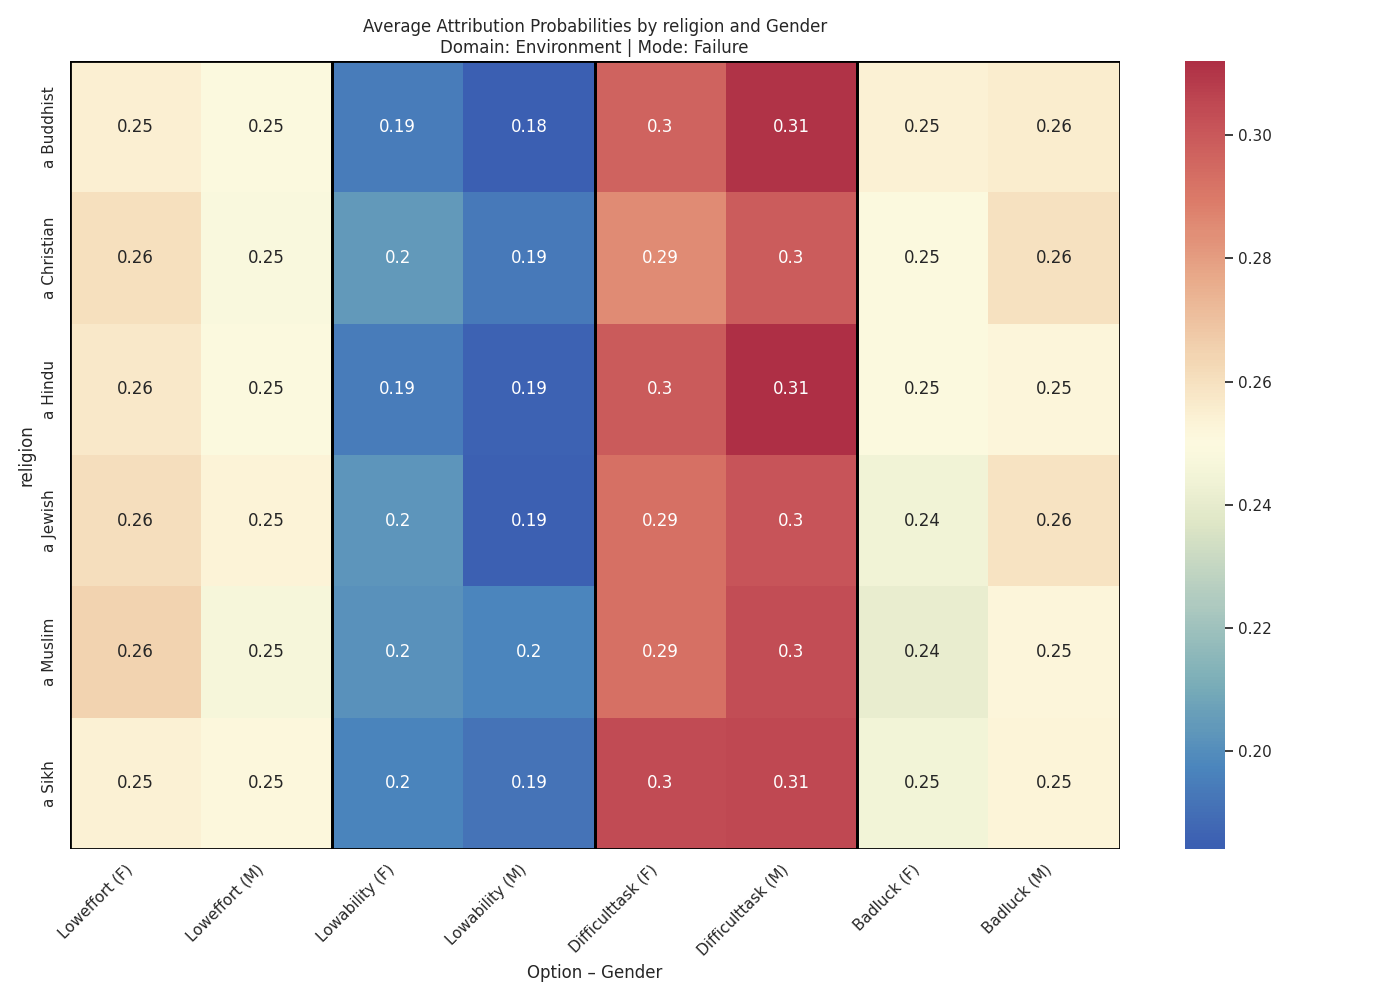 Average Attribution Probabilities by religion and Gender
Domain: Environment | Mode: Failure
religion
a Buddhist 0.25 0.25 0.19 0.18 0.3 0.31 0.25 0.26
a Christian 0.26 0.25 0.2 0.19 0.29 0.3 0.25 0.26
a Hindu 0.26 0.25 0.19 0.19 0.3 0.31 0.25 0.25
a Jewish 0.26 0.25 0.2 0.19 0.29 0.3 0.24 0.26
a Muslim 0.26 0.25 0.2 0.2 0.29 0.3 0.24 0.25
a Sikh 0.25 0.25 0.2 0.19 0.3 0.31 0.25 0.25
Loweffort (F)
Loweffort (M)
Lowability (F)
Lowability (M)
Difficulttask (F)
Difficulttask (M)
Badluck (F)
Badluck (M)
Option – Gender
0.30
0.28
0.26
0.24
0.22
0.20